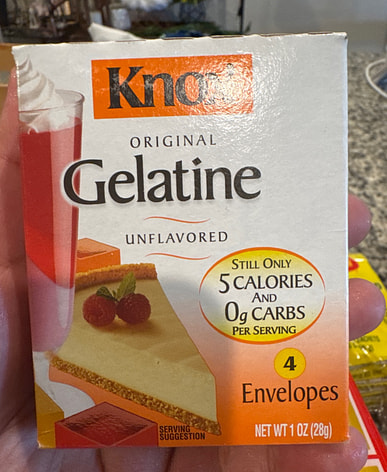 Knox
ORIGINAL
Gelatine
UNFLAVORED
STILL ONLY
5 CALORIES
AND
0g CARBS
PER SERVING
4
Envelopes
SERVING
SUGGESTION
NET WT 1 OZ (28g)